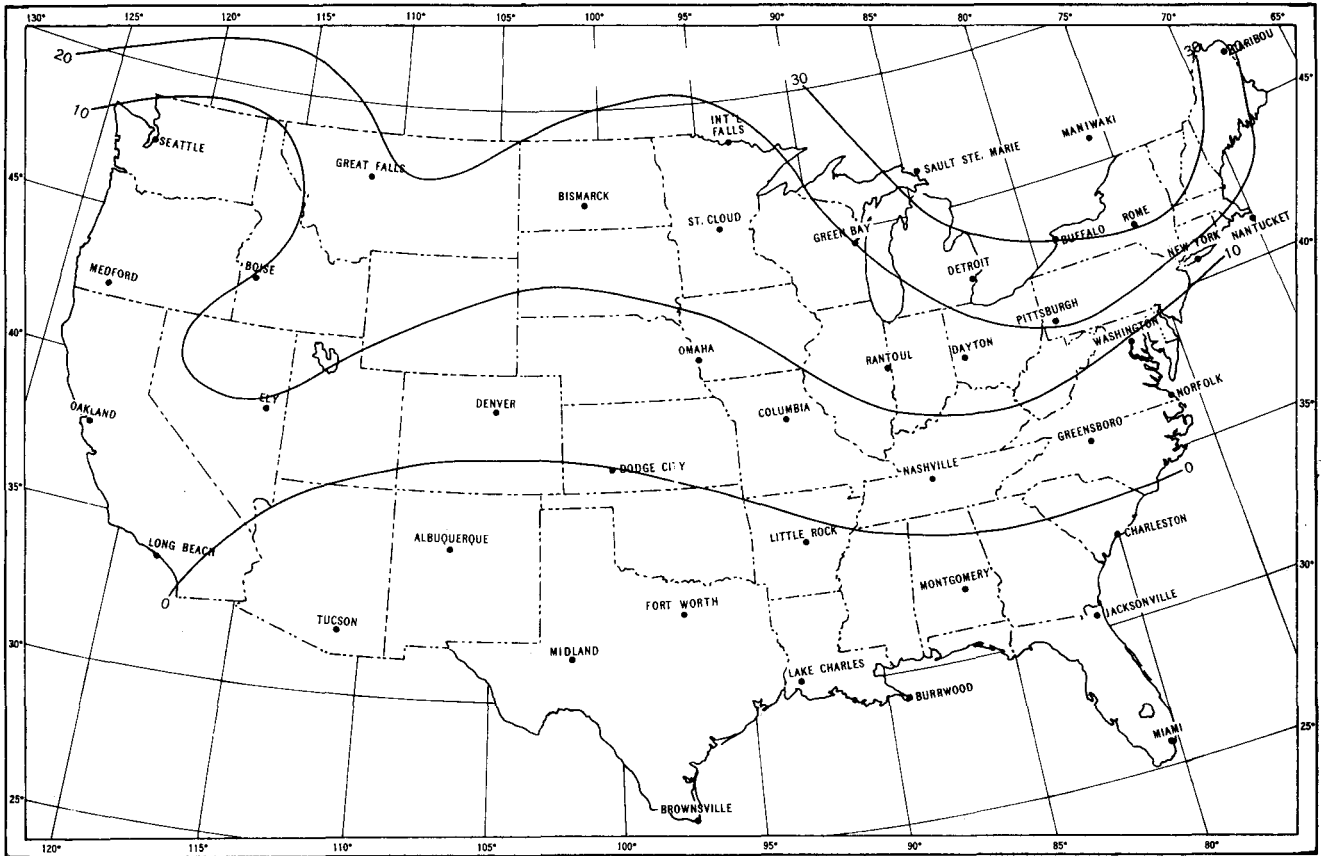 130° 125° 120° 115° 110° 105° 100° 95° 90° 85° 80° 75° 70° 65°
20
10
30
30
CARIBOU
45°
INT'L
FALLS
MANIWAKI
SEATTLE
GREAT FALLS
SAULT STE. MARIE
45°
BISMARCK
ST. CLOUD
GREEN BAY
BUFFALO
ROME
NEW YORK
NANTUCKET
40°
10
MEDFORD
BOISE
DETROIT
PITTSBURGH
40°
OMAHA
RANTOUL
DAYTON
WASHINGTON
OAKLAND
ELY
DENVER
COLUMBIA
NORFOLK
35°
GREENSBORO
DODGE CITY
NASHVILLE
0
35°
LONG BEACH
ALBUQUERQUE
LITTLE ROCK
CHARLESTON
30°
0
TUCSON
FORT WORTH
MONTGOMERY
JACKSONVILLE
30°
MIDLAND
LAKE CHARLES
BURRWOOD
25°
MIAMI
25°
BROWNSVILLE
120° 115° 110° 105° 100° 95° 90° 85° 80°